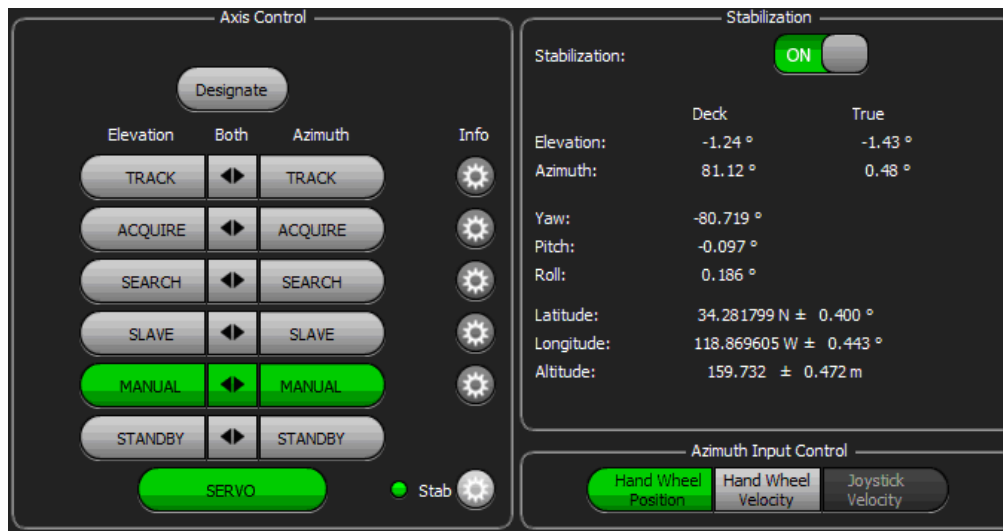 Axis Control
Designate
Elevation Both Azimuth Info
TRACK TRACK
ACQUIRE ACQUIRE
SEARCH SEARCH
SLAVE SLAVE
MANUAL MANUAL
STANDBY STANDBY
SERVO Stab
Stabilization
Stabilization: ON
Deck True
Elevation: -1.24 ° -1.43 °
Azimuth: 81.12 ° 0.48 °
Yaw: -80.719 °
Pitch: -0.097 °
Roll: 0.186 °
Latitude: 34.281799 N ± 0.400 °
Longitude: 118.869605 W ± 0.443 °
Altitude: 159.732 ± 0.472 m
Azimuth Input Control
Hand Wheel Hand Wheel Joystick
Position Velocity Velocity